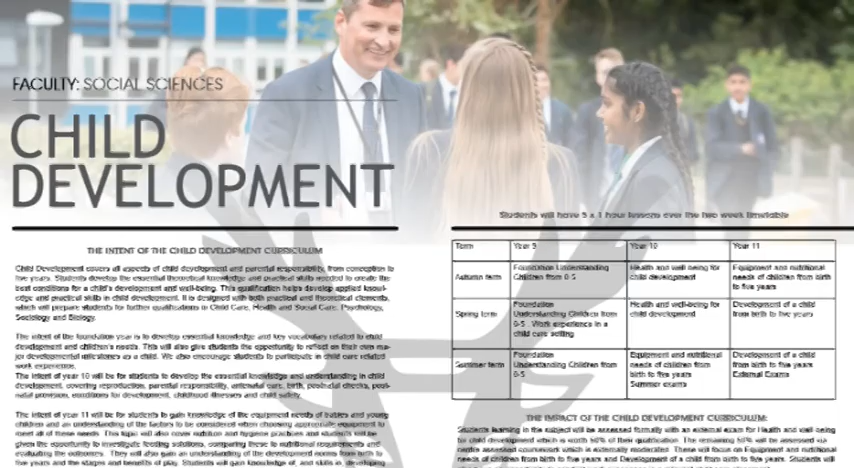 FACULTY: SOCIAL SCIENCES
CHILD
DEVELOPMENT
Students will have 5 x 1 hour lessons over the two week timetable
THE INTENT OF THE CHILD DEVELOPMENT CURRICULUM
Child Development covers all aspects of child development and parental responsibility, from conception to
five years. Students develop the essential theoretical knowledge and practical skills needed to create the
best conditions for a child's development and well-being. This qualification helps develop applied knowl-
edge and practical skills in child development. It is designed with both practical and theoretical elements,
which will prepare students for further qualifications in Child Care, Health and Social Care, Psychology,
Sociology and Biology.
The intent of the foundation year is to develop essential knowledge and key vocabulary related to child
development and children's needs. This will also give students the opportunity to reflect on their own ma-
jor developmental milestones as a child. We also encourage students to participate in child care related
work experience.
The intent of year 10 will be for students to develop the essential knowledge and understanding in child
development, covering reproduction, parental responsibility, antenatal care, birth, postnatal checks, post-
natal provision, conditions for development, childhood illnesses and child safety.
The intent of year 11 will be for students to gain knowledge of the equipment needs of babies and young
children and an understanding of the factors to be considered when choosing appropriate equipment to
meet all of these needs. This topic will also cover nutrition and hygiene practices and students will be
given the opportunity to investigate feeding solutions, comparing these to nutritional requirements and
evaluating the outcomes. They will also gain an understanding of the development norms from birth to
five years and the stages and benefits of play. Students will gain knowledge of, and skills in, developing
Term Year 9 Year 10 Year 11
Autumn term
Foundation Understanding
Children from 0-5
Health and well being for
child development
Equipment and nutritional
needs of children from birth
to five years
Spring term
Foundation
Understanding Children from
0-5 . Work experience in a
child care setting
Health and well-being for
child development
Development of a child
from birth to five years
Summer term
Foundation
Understanding Children from
0-5
Equipment and nutritional
needs of children from
birth to five years
Summer exams
Development of a child
from birth to five years
External Exams
THE IMPACT OF THE CHILD DEVELOPMENT CURRICULUM:
Students learning in the subject will be assessed formally with an external exam for Health and well-being
for child development which is worth 50% of their qualification. The remaining 50% will be assessed via
centre assessed coursework which is externally moderated. These will focus on Equipment and nutritional
needs of children from birth to five years and Development of a child from birth to five years. Students will